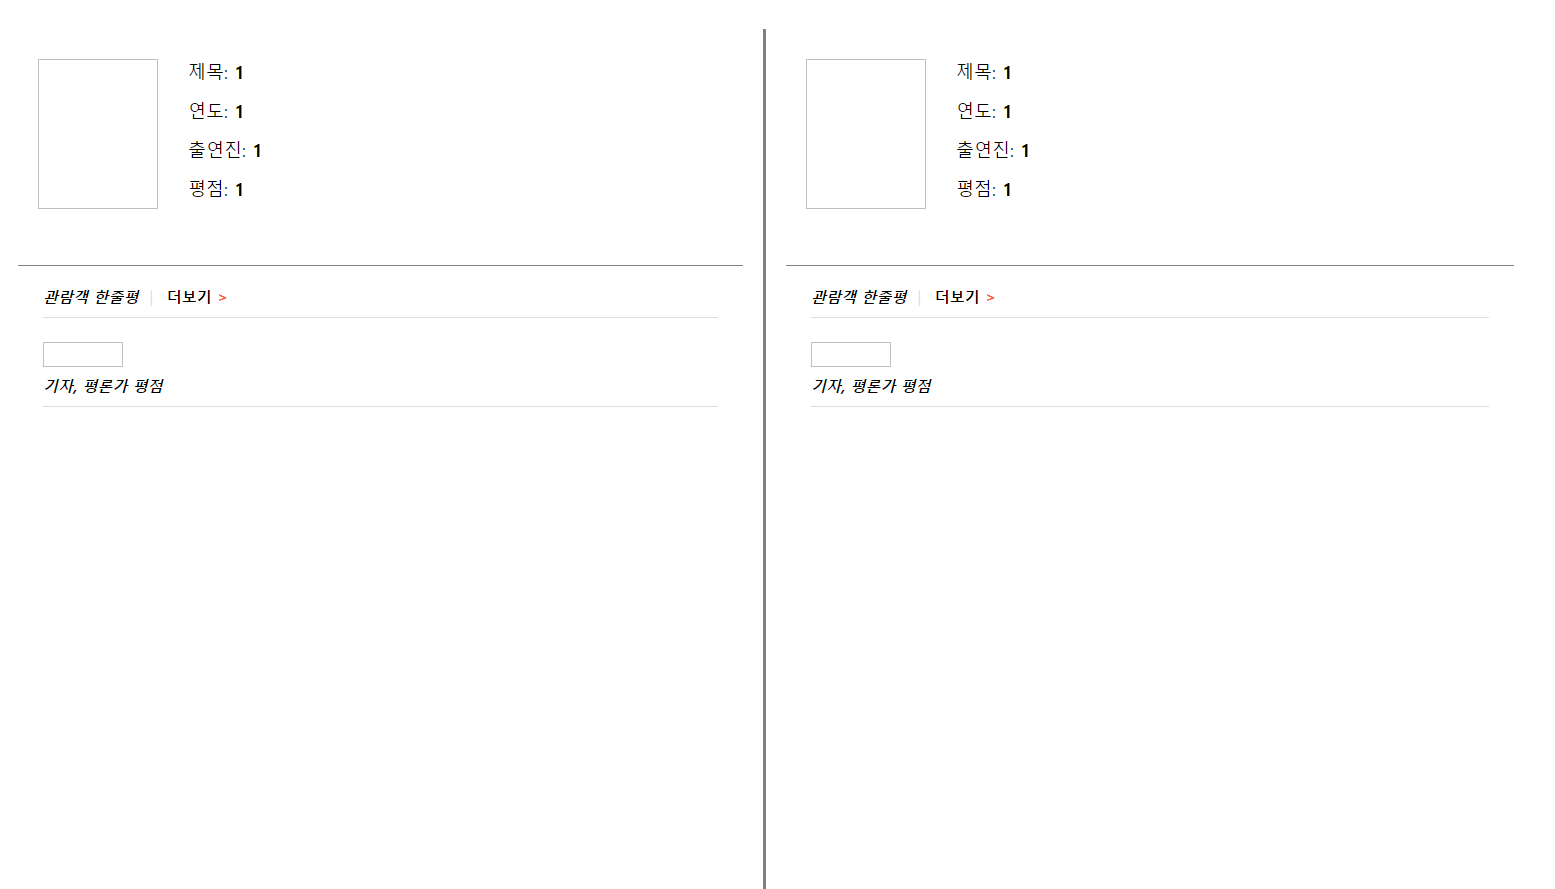 제목: 1
연도: 1
출연진: 1
평점: 1
관람객 한줄평 | 더보기 >
기자, 평론가 평점
제목: 1
연도: 1
출연진: 1
평점: 1
관람객 한줄평 | 더보기 >
기자, 평론가 평점